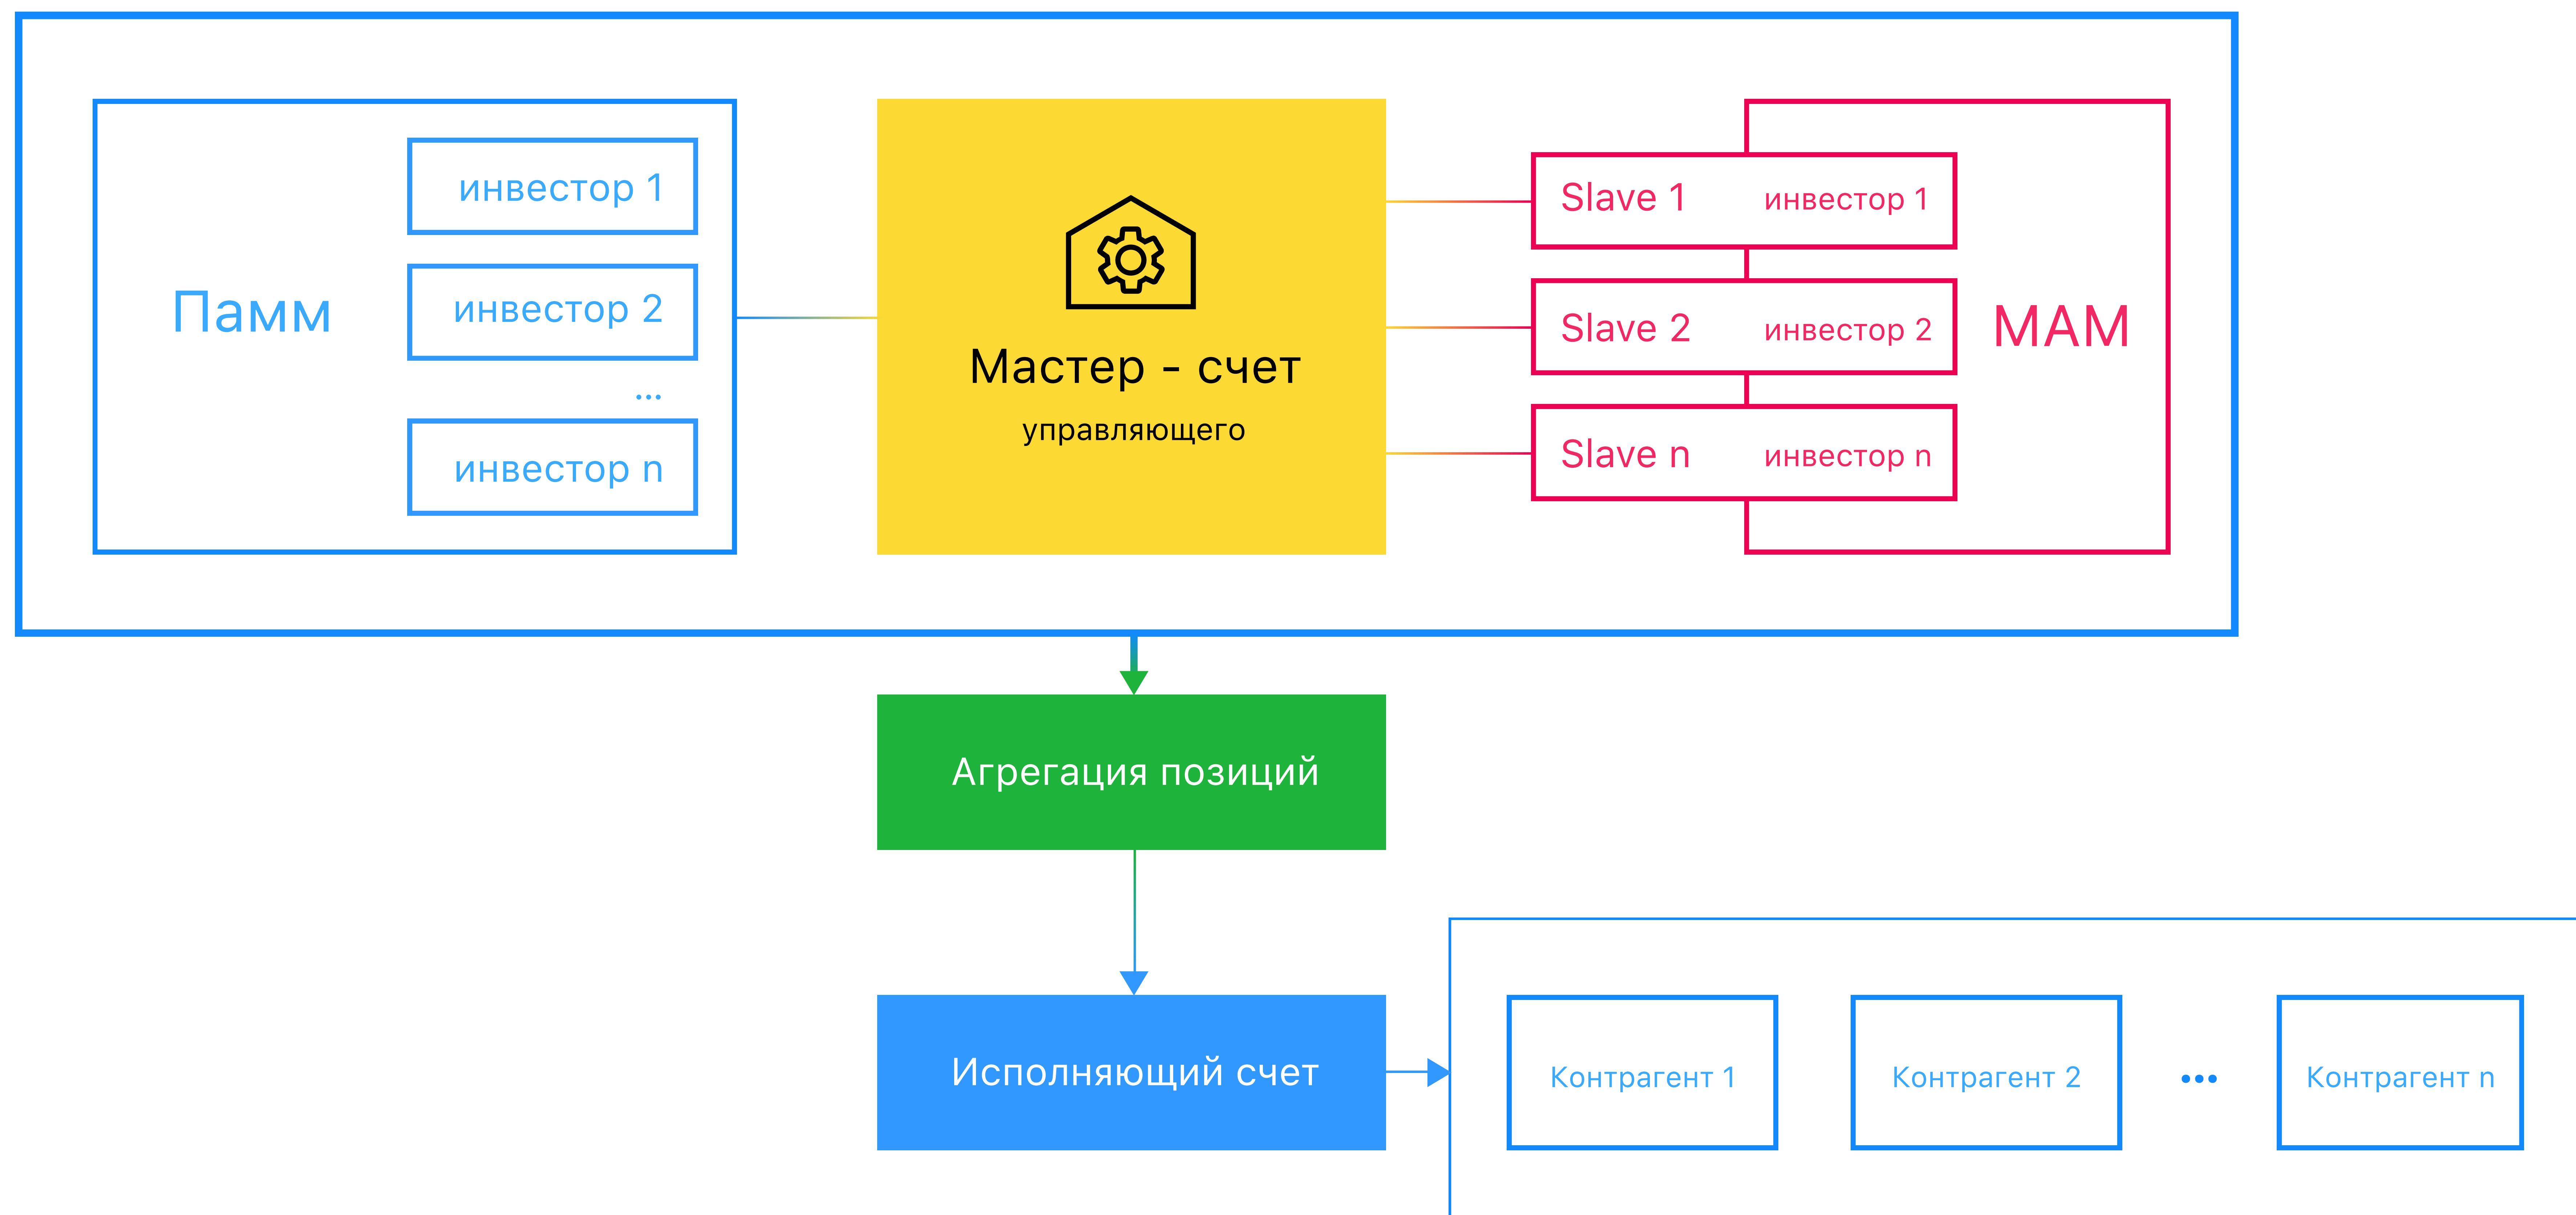 Памм
инвестор 1
инвестор 2
...
инвестор n
Мастер - счет
управляющего
Slave 1 инвестор 1
Slave 2 инвестор 2
Slave n инвестор n
МАМ
Агрегация позиций
Исполняющий счет
Контрагент 1
Контрагент 2
...
Контрагент n